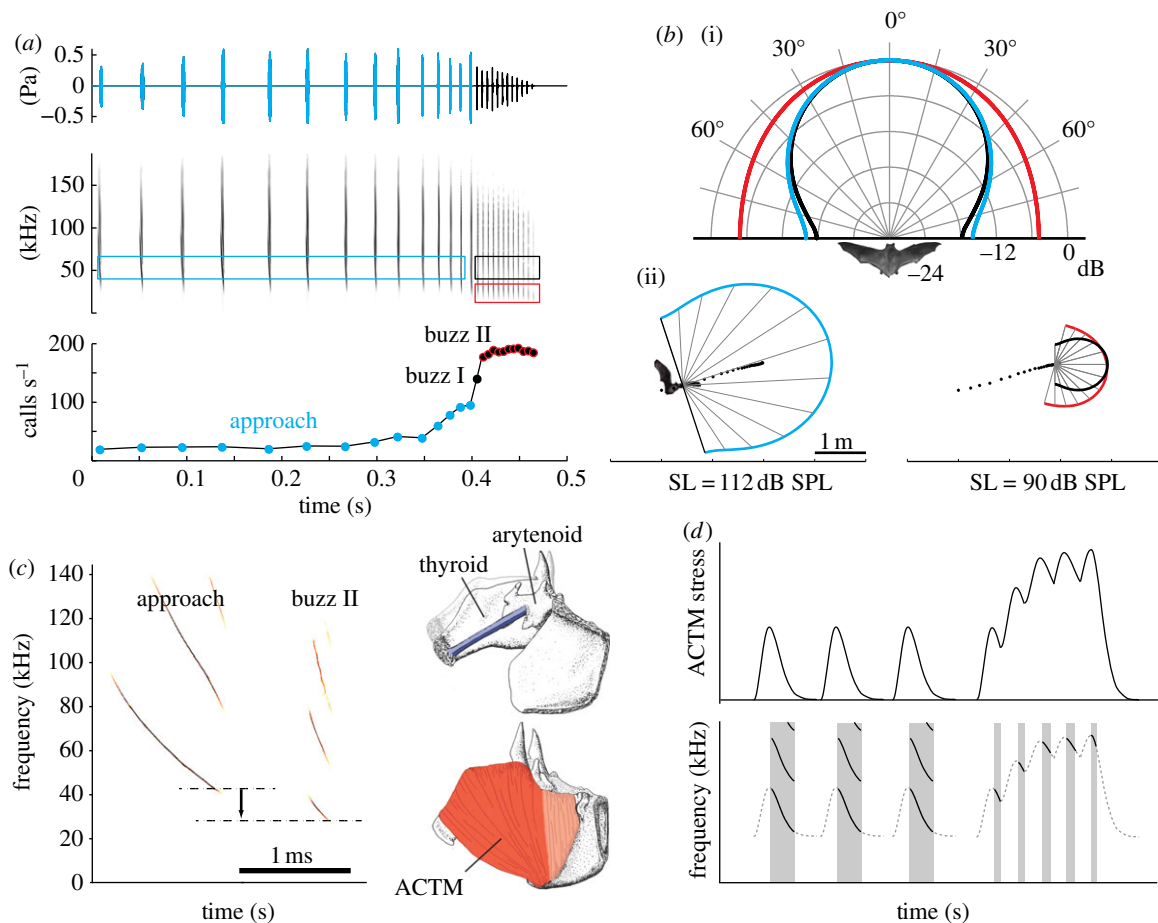 (a)
0.5
0
−0.5
(Pa)
150
100
50
0
(kHz)
200
100
0
calls s⁻¹
buzz II
buzz I
approach
0 0.1 0.2 0.3 0.4 0.5
time (s)
(b) (i)
0°
30° 30°
60° 60°
−24 −12 0
dB
(ii)
1 m
SL = 112 dB SPL
SL = 90 dB SPL
(c)
140
120
100
80
60
40
20
0
frequency (kHz)
approach
buzz II
1 ms
time (s)
arytenoid
thyroid
ACTM
(d)
ACTM stress
frequency (kHz)
time (s)